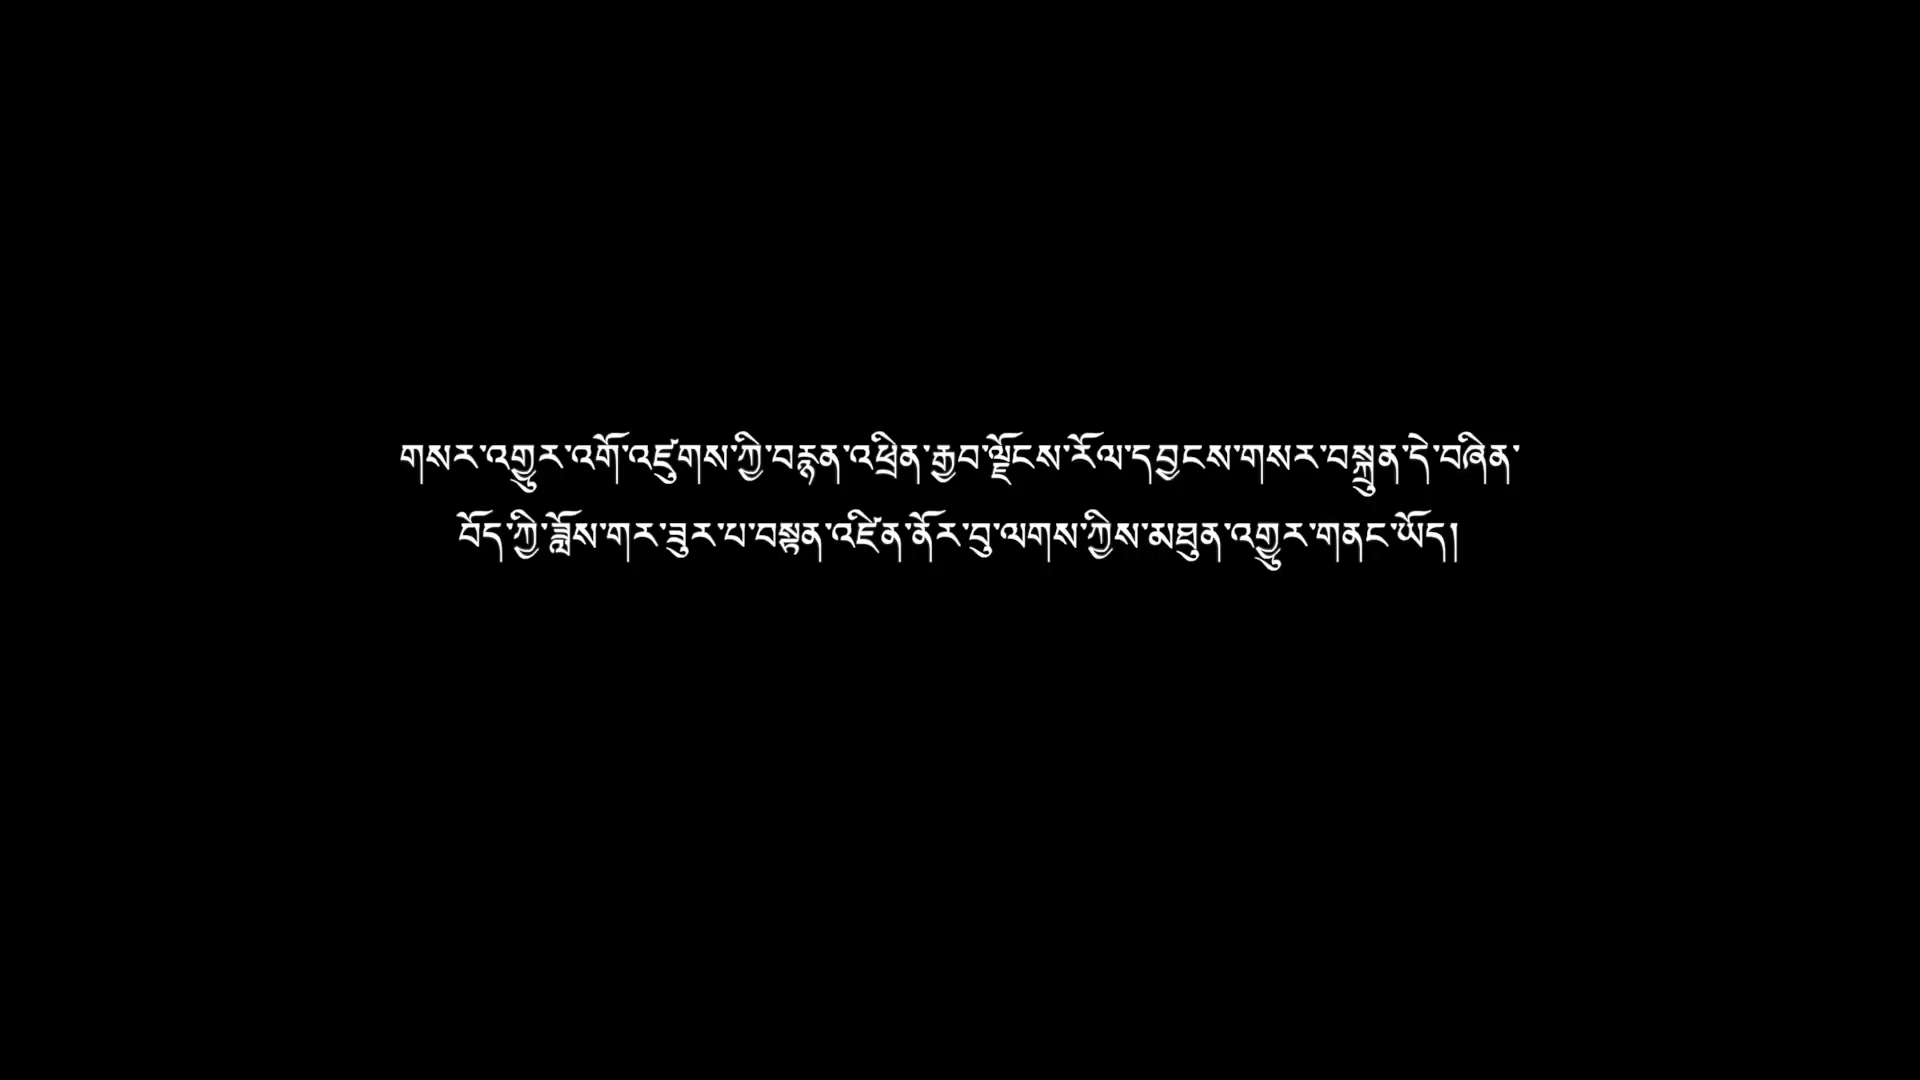 གསར་འགྱུར་འགོ་འཛུགས་ཀྱི་བརྙན་འཕྲིན་རྒྱབ་ལྗོངས་རོལ་དབྱངས་གསར་བསྐྲུན་དེ་བཞིན་
བོད་ཀྱི་ཟློས་གར་ཟུར་པ་བསྟན་འཛིན་ནོར་བུ་ལགས་ཀྱིས་མཐུན་འགྱུར་གནང་ཡོད།